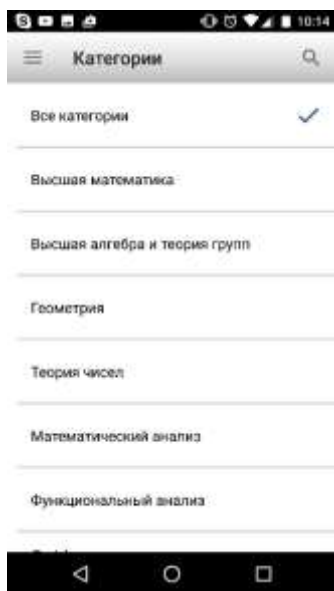 10:14
Категории
Все категории
Высшая математика
Высшая алгебра и теория групп
Геометрия
Теория чисел
Математический анализ
Функциональный анализ